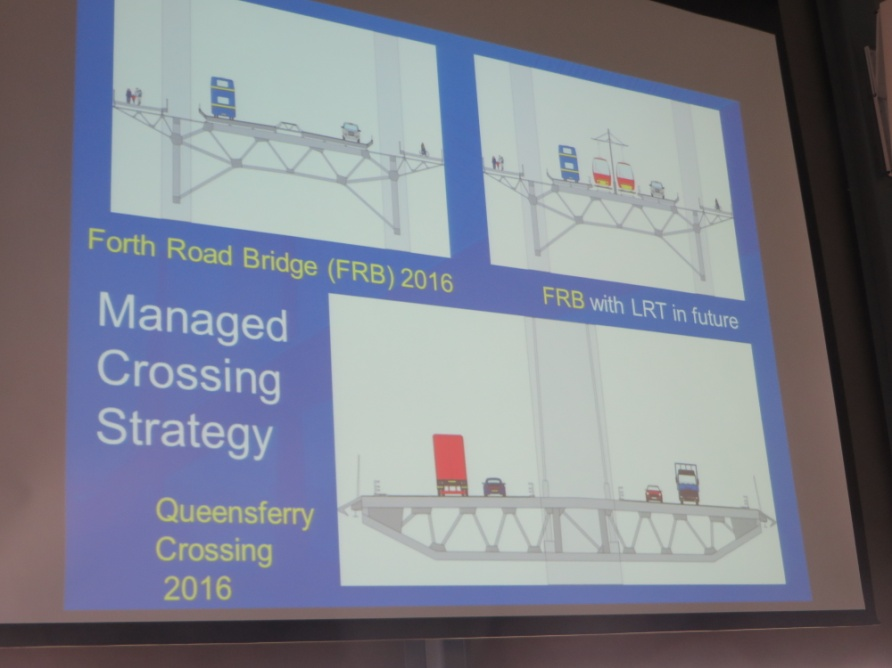 Forth Road Bridge (FRB) 2016
FRB with LRT in future
Managed
Crossing
Strategy
Queensferry
Crossing
2016